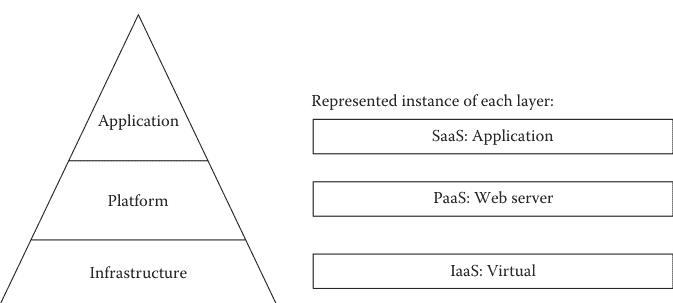 Application
Platform
Infrastructure
Represented instance of each layer:
SaaS: Application
PaaS: Web server
IaaS: Virtual